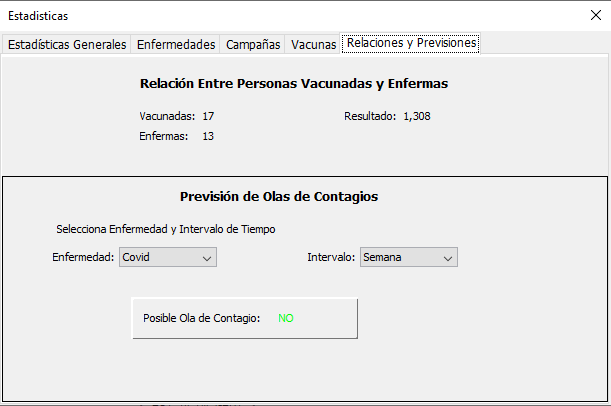 Estadisticas
Estadísticas Generales Enfermedades Campañas Vacunas Relaciones y Previsiones
Relación Entre Personas Vacunadas y Enfermas
Vacunadas: 17 Resultado: 1,308
Enfermas: 13
Previsión de Olas de Contagios
Selecciona Enfermedad y Intervalo de Tiempo
Enfermedad: Covid Intervalo: Semana
Posible Ola de Contagio: NO